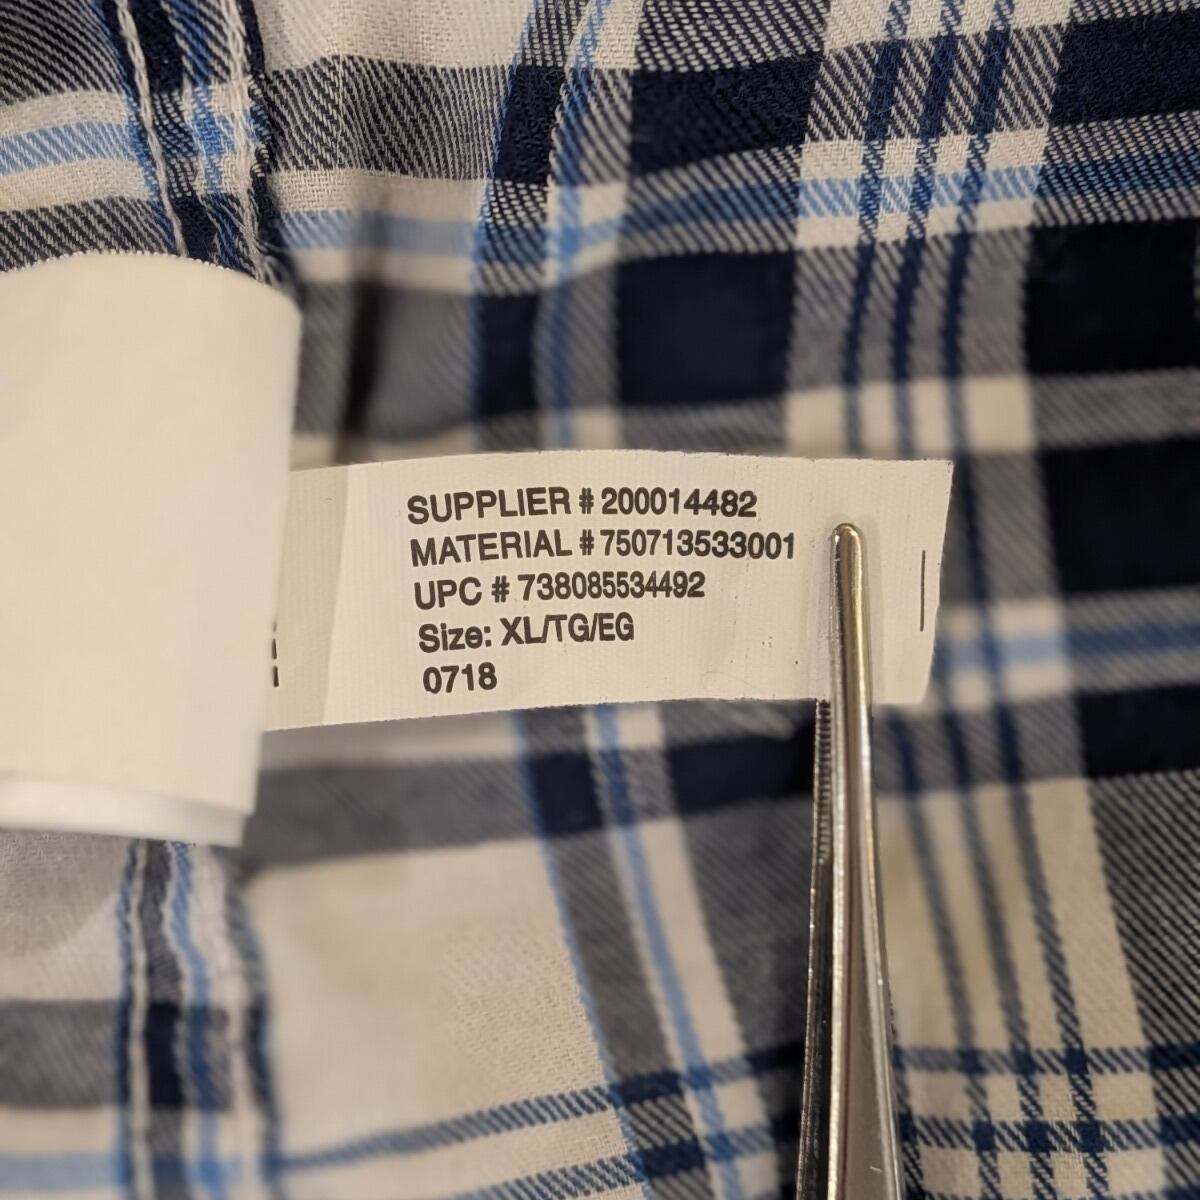 SUPPLIER # 200014482
MATERIAL # 750713533001
UPC # 738085534492
Size: XL/TG/EG
0718